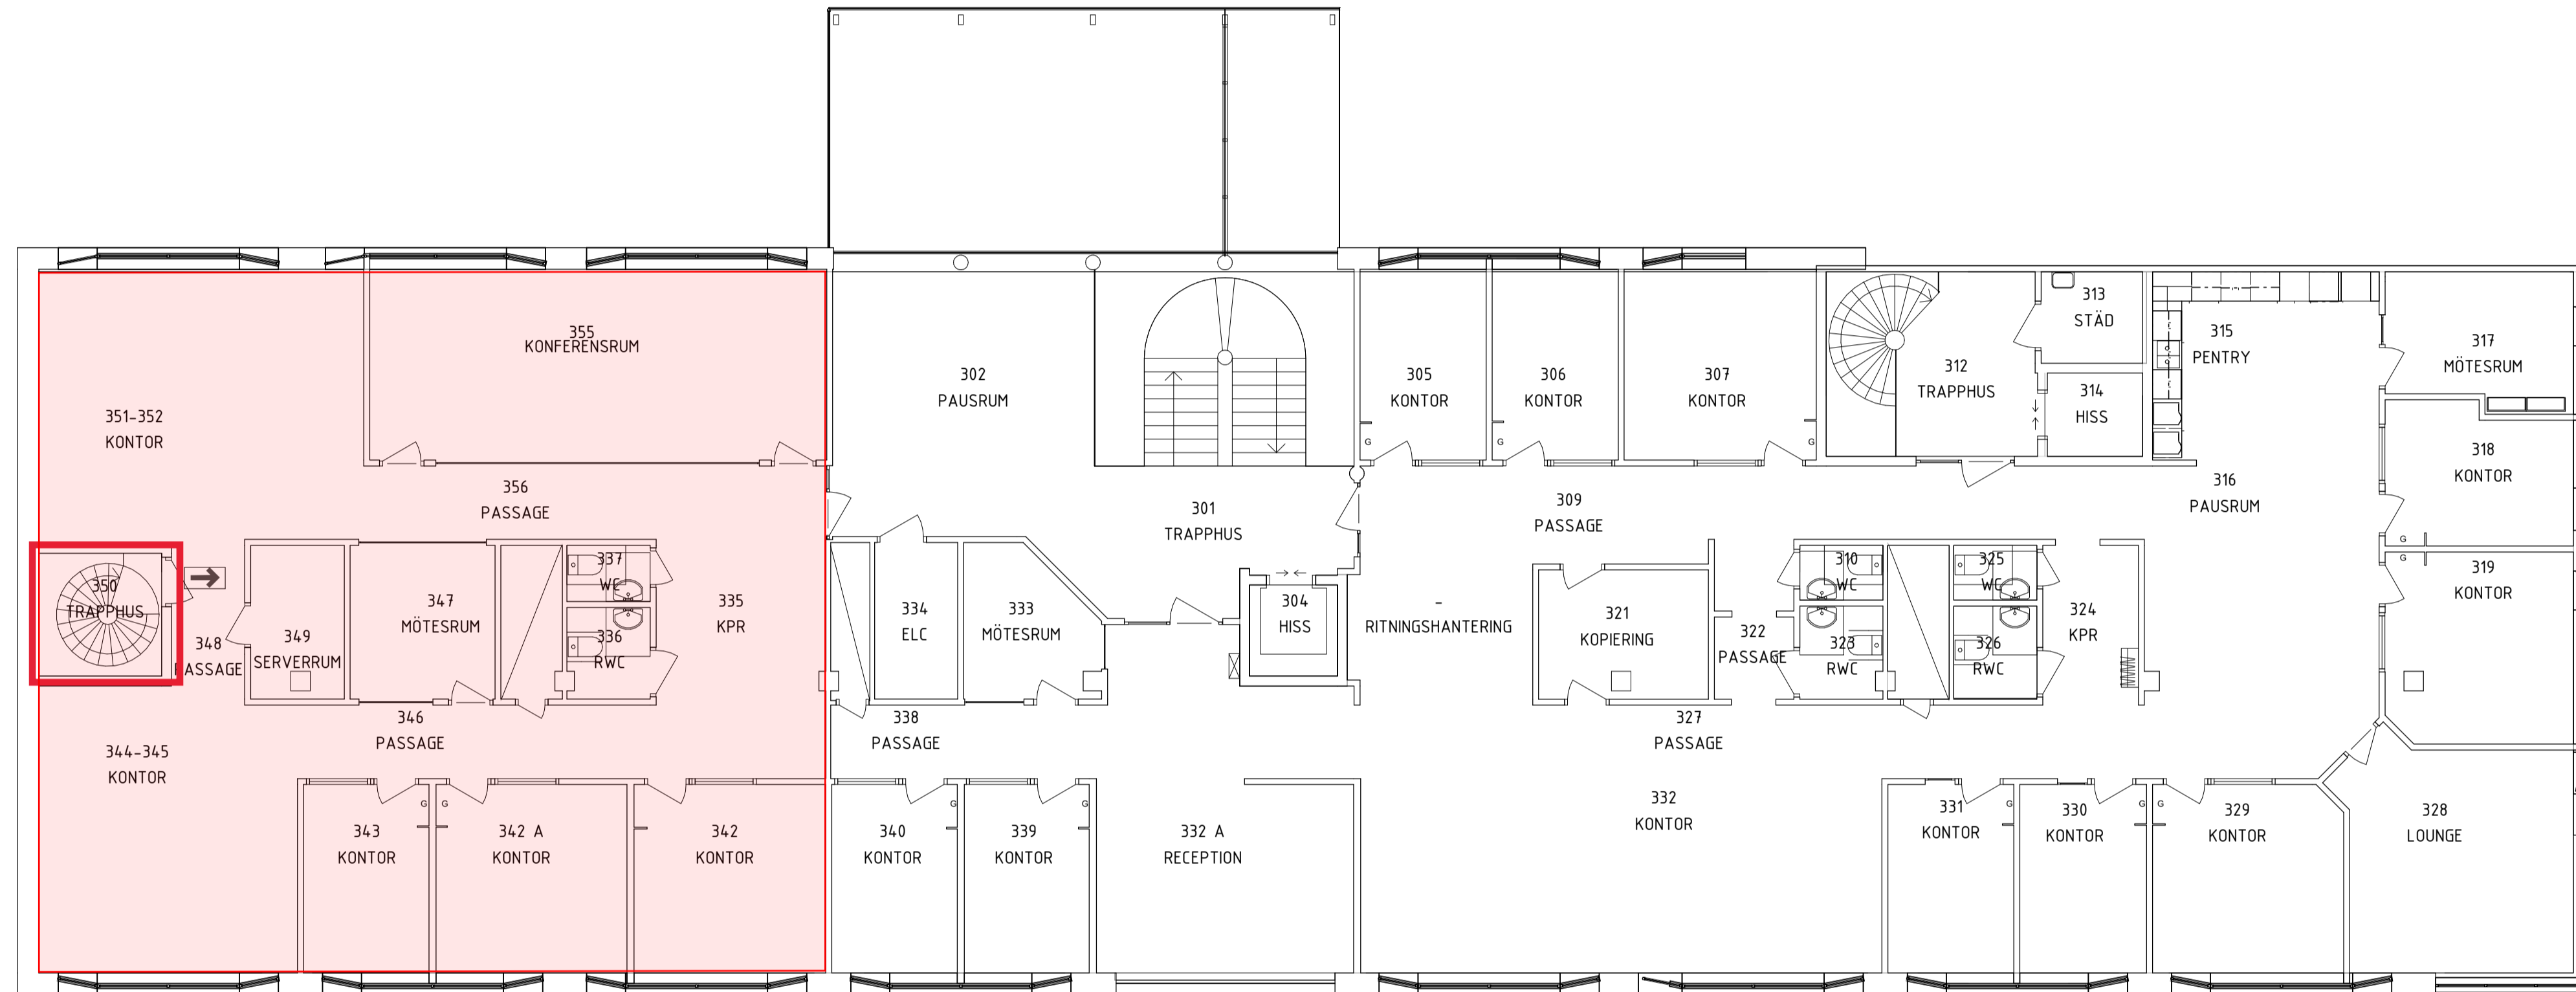 355
KONFERENSRUM
351-352
KONTOR
356
PASSAGE
350
TRAPPHUS
348
PASSAGE
349
SERVERRUM
347
MÖTESRUM
337
WC
336
RWC
335
KPR
346
PASSAGE
344-345
KONTOR
343
KONTOR
G
G
342 A
KONTOR
342
KONTOR
302
PAUSRUM
301
TRAPPHUS
334
ELC
333
MÖTESRUM
304
HISS
338
PASSAGE
340
KONTOR
G
339
KONTOR
G
332 A
RECEPTION
305
KONTOR
G
306
KONTOR
G
307
KONTOR
G
309
PASSAGE
-
RITNINGSHANTERING
321
KOPIERING
322
PASSAGE
310
WC
323
RWC
325
WC
326
RWC
324
KPR
327
PASSAGE
332
KONTOR
312
TRAPPHUS
313
STÄD
314
HISS
315
PENTRY
316
PAUSRUM
317
MÖTESRUM
318
KONTOR
G
G
319
KONTOR
331
KONTOR
G
330
KONTOR
G
G
329
KONTOR
328
LOUNGE